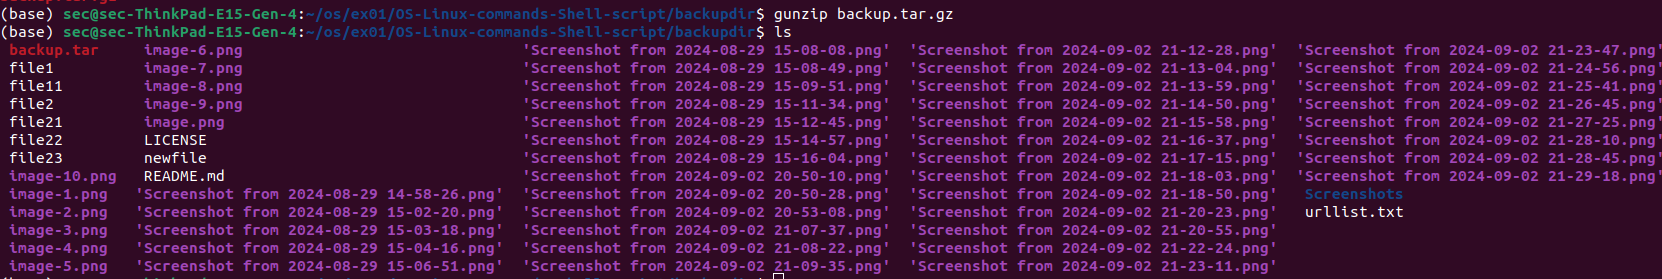 (base) sec@sec-ThinkPad-E15-Gen-4:~/os/ex01/OS-Linux-commands-Shell-script/backupdir$ gunzip backup.tar.gz
(base) sec@sec-ThinkPad-E15-Gen-4:~/os/ex01/OS-Linux-commands-Shell-script/backupdir$ ls
backup.tar image-6.png 'Screenshot from 2024-08-29 15-08-08.png' 'Screenshot from 2024-09-02 21-12-28.png' 'Screenshot from 2024-09-02 21-23-47.png'
file1 image-7.png 'Screenshot from 2024-08-29 15-08-49.png' 'Screenshot from 2024-09-02 21-13-04.png' 'Screenshot from 2024-09-02 21-24-56.png'
file11 image-8.png 'Screenshot from 2024-08-29 15-09-51.png' 'Screenshot from 2024-09-02 21-13-59.png' 'Screenshot from 2024-09-02 21-25-41.png'
file2 image-9.png 'Screenshot from 2024-08-29 15-11-34.png' 'Screenshot from 2024-09-02 21-14-50.png' 'Screenshot from 2024-09-02 21-26-45.png'
file21 image.png 'Screenshot from 2024-08-29 15-12-45.png' 'Screenshot from 2024-09-02 21-15-58.png' 'Screenshot from 2024-09-02 21-27-25.png'
file22 LICENSE 'Screenshot from 2024-08-29 15-14-57.png' 'Screenshot from 2024-09-02 21-16-37.png' 'Screenshot from 2024-09-02 21-28-10.png'
file23 newfile 'Screenshot from 2024-08-29 15-16-04.png' 'Screenshot from 2024-09-02 21-17-15.png' 'Screenshot from 2024-09-02 21-28-45.png'
image-10.png README.md 'Screenshot from 2024-09-02 20-50-10.png' 'Screenshot from 2024-09-02 21-18-03.png' 'Screenshot from 2024-09-02 21-29-18.png'
image-1.png 'Screenshot from 2024-08-29 14-58-26.png' 'Screenshot from 2024-09-02 20-50-28.png' 'Screenshot from 2024-09-02 21-18-50.png' Screenshots
image-2.png 'Screenshot from 2024-08-29 15-02-20.png' 'Screenshot from 2024-09-02 20-53-08.png' 'Screenshot from 2024-09-02 21-20-23.png' urllist.txt
image-3.png 'Screenshot from 2024-08-29 15-03-18.png' 'Screenshot from 2024-09-02 21-07-37.png' 'Screenshot from 2024-09-02 21-20-55.png'
image-4.png 'Screenshot from 2024-08-29 15-04-16.png' 'Screenshot from 2024-09-02 21-08-22.png' 'Screenshot from 2024-09-02 21-22-24.png'
image-5.png 'Screenshot from 2024-08-29 15-06-51.png' 'Screenshot from 2024-09-02 21-09-35.png' 'Screenshot from 2024-09-02 21-23-11.png'